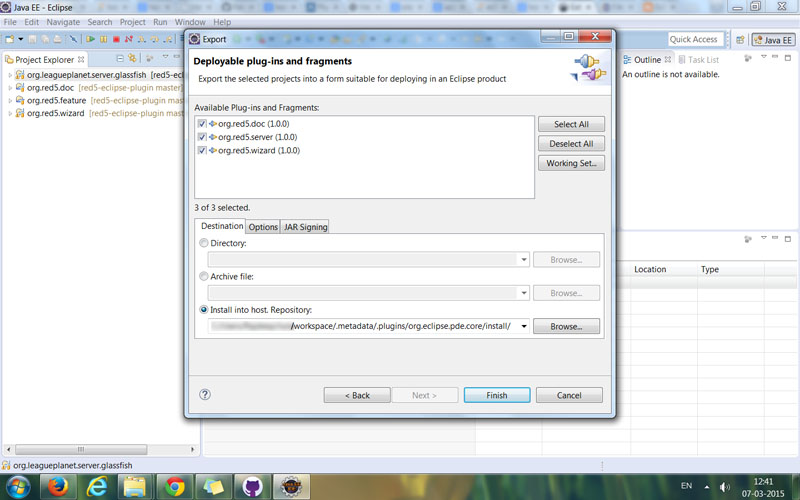 Java EE - Eclipse
File Edit Navigate Search Project Run Window Help
Quick Access
Java EE
Project Explorer
org.leagueplanet.server.glassfish [red5-ec
org.red5.doc [red5-eclipse-plugin master]
org.red5.feature [red5-eclipse-plugin mast
org.red5.wizard [red5-eclipse-plugin mast
Export
Deployable plug-ins and fragments
Export the selected projects into a form suitable for deploying in an Eclipse product
Available Plug-ins and Fragments:
org.red5.doc (1.0.0)
org.red5.server (1.0.0)
org.red5.wizard (1.0.0)
Select All
Deselect All
Working Set...
3 of 3 selected.
Destination Options JAR Signing
Directory:
Browse...
Archive file:
Browse...
Install into host. Repository:
/workspace/.metadata/.plugins/org.eclipse.pde.core/install/
Browse...
< Back Next > Finish Cancel
Outline Task List
An outline is not available.
Location Type
org.leagueplanet.server.glassfish
EN
12:41
07-03-2015